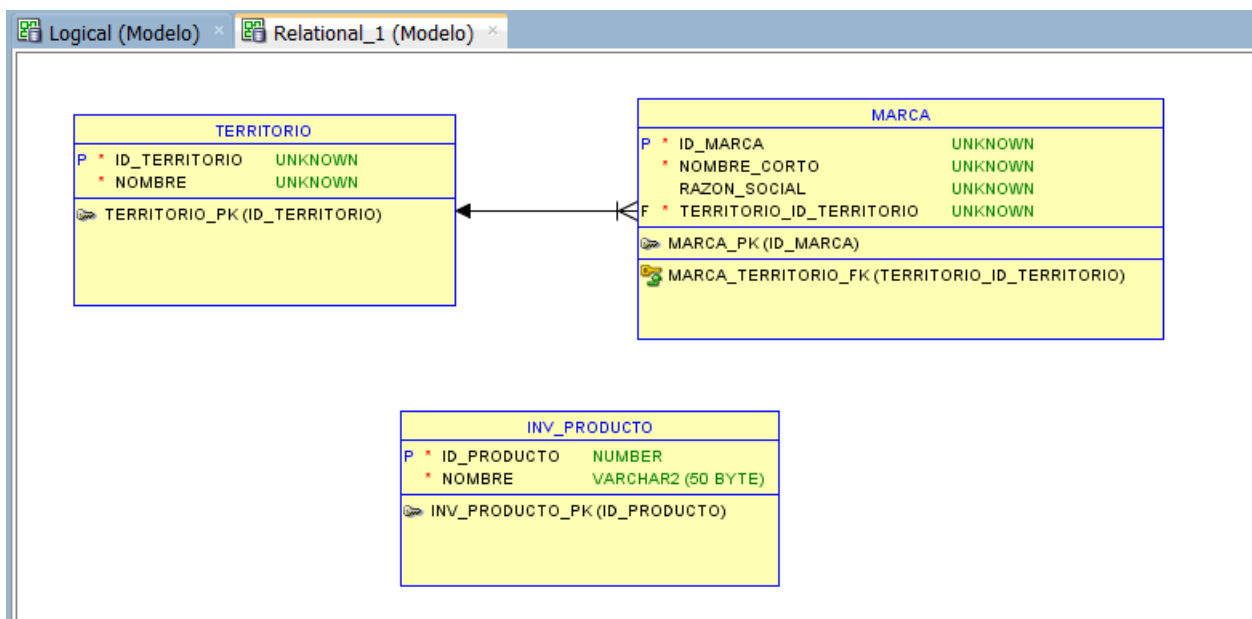 Logical (Modelo) × Relational_1 (Modelo) ×
TERRITORIO
P * ID_TERRITORIO UNKNOWN
* NOMBRE UNKNOWN
TERRITORIO_PK (ID_TERRITORIO)
MARCA
P * ID_MARCA UNKNOWN
* NOMBRE_CORTO UNKNOWN
RAZON_SOCIAL UNKNOWN
F * TERRITORIO_ID_TERRITORIO UNKNOWN
MARCA_PK (ID_MARCA)
MARCA_TERRITORIO_FK (TERRITORIO_ID_TERRITORIO)
INV_PRODUCTO
P * ID_PRODUCTO NUMBER
* NOMBRE VARCHAR2 (50 BYTE)
INV_PRODUCTO_PK (ID_PRODUCTO)